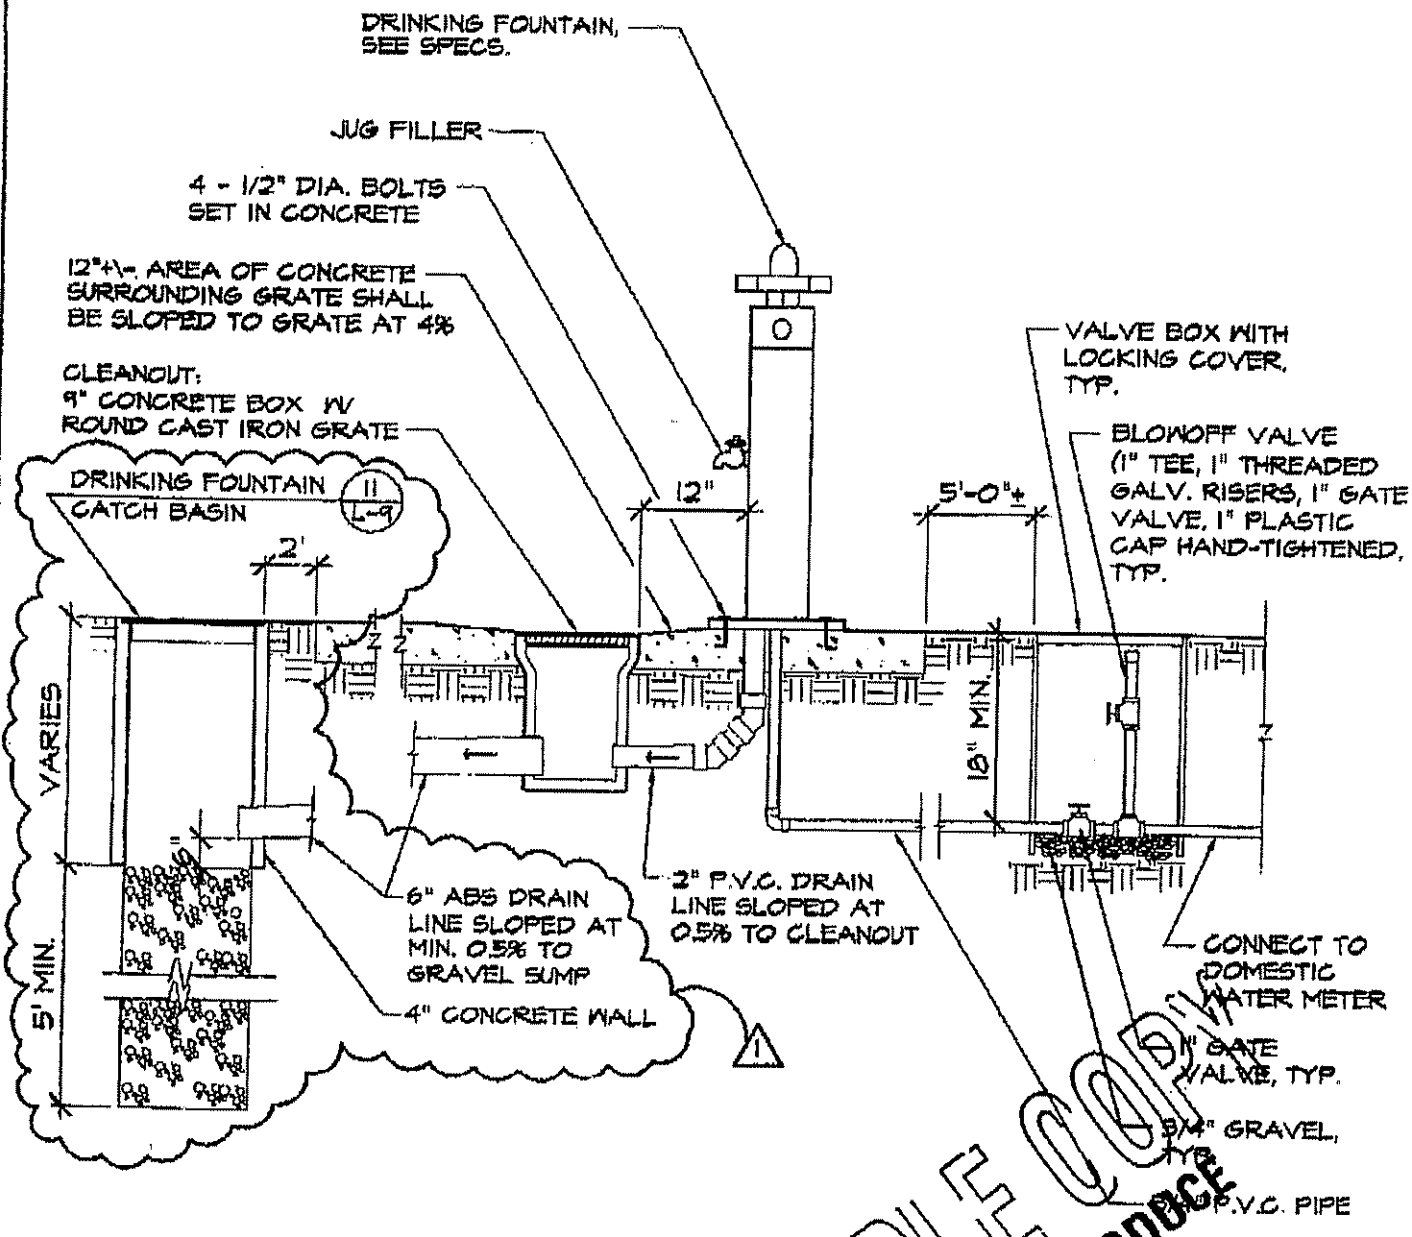 DRINKING FOUNTAIN,
SEE SPECS.
JUG FILLER
4 - 1/2" DIA. BOLTS
SET IN CONCRETE
12"+\- AREA OF CONCRETE
SURROUNDING GRATE SHALL
BE SLOPED TO GRATE AT 4%
CLEANOUT:
9" CONCRETE BOX W/
ROUND CAST IRON GRATE
DRINKING FOUNTAIN
CATCH BASIN
11
L-9
2'
12"
5'-0"±
VALVE BOX WITH
LOCKING COVER,
TYP.
BLOWOFF VALVE
(1" TEE, 1" THREADED
GALV. RISERS, 1" GATE
VALVE, 1" PLASTIC
CAP HAND-TIGHTENED,
TYP.
VARIES
18" MIN.
5' MIN.
6" ABS DRAIN
LINE SLOPED AT
MIN. 0.5% TO
GRAVEL SUMP
4" CONCRETE WALL
2" P.V.C. DRAIN
LINE SLOPED AT
0.5% TO CLEANOUT
1
CONNECT TO
DOMESTIC
WATER METER
1" GATE
VALVE, TYP.
3/4" GRAVEL,
TYP.
P.V.C. PIPE
COPY